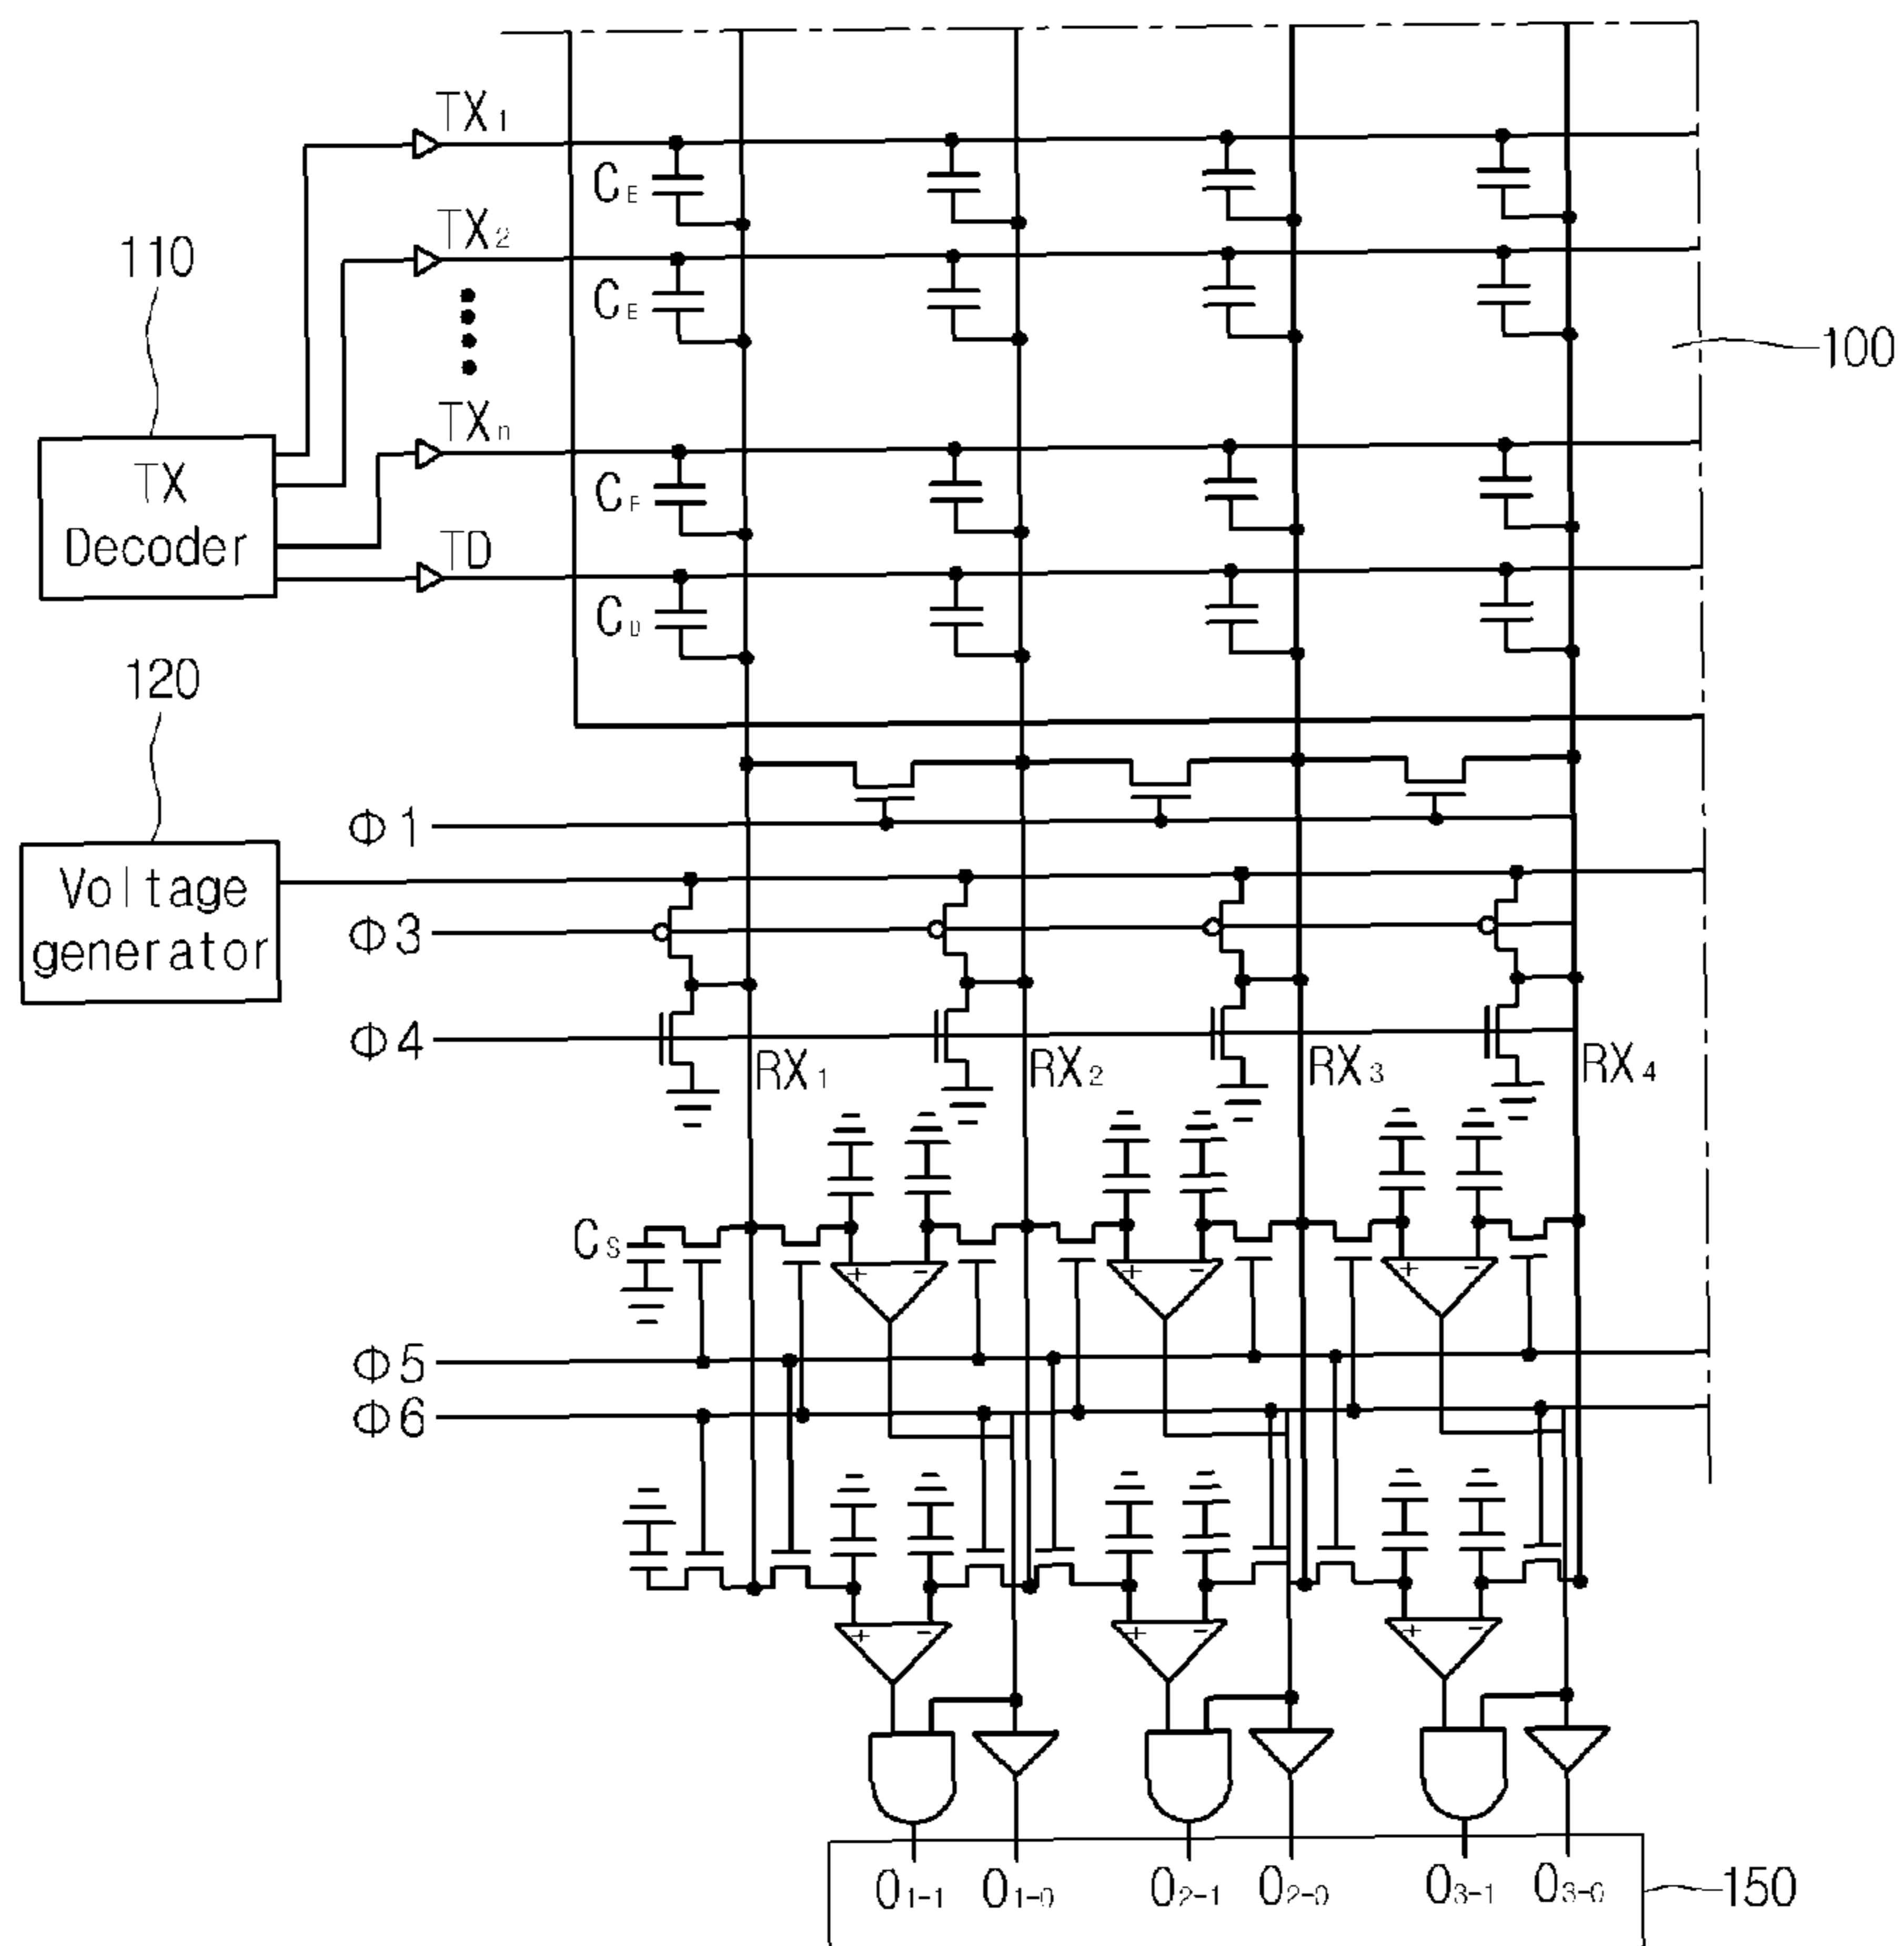 TX1
CE
TX2
110
CE
100
TXn
TX
Decoder
CF
TD
CD
120
Φ1
Voltage
generator
Φ3
Φ4
RX1
RX2
RX3
RX4
CS
+ -
+ -
+ -
Φ5
Φ6
+ -
+ -
+ -
O1-1
O1-0
O2-1
O2-0
O3-1
O3-0
150